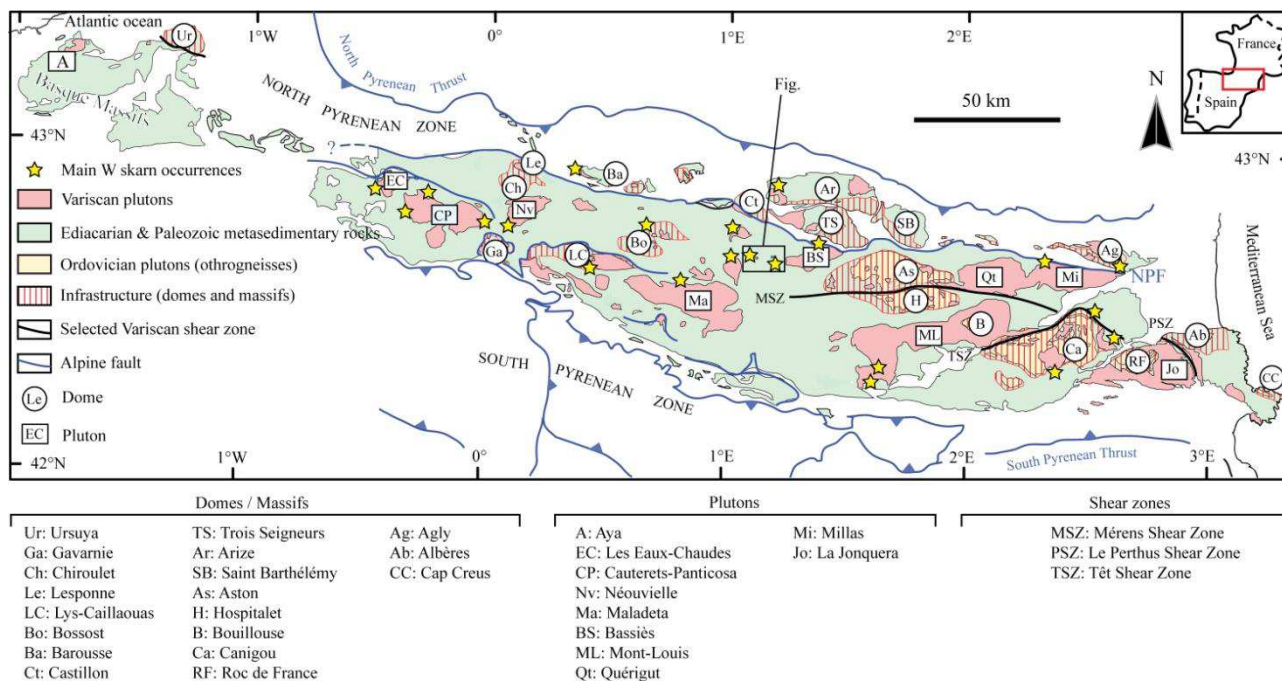 Atlantic ocean
1°W
0°
1°E
2°E
France
Spain
Ur
A
Basque Massif
North Pyrenean Thrust
NORTH PYRENEAN ZONE
Fig.
50 km
N
43°N
43°N
?
Main W skarn occurrences
Variscan plutons
Ediacarian & Paleozoic metasedimentary rocks
Ordovician plutons (othrogneisses)
Infrastructure (domes and massifs)
Selected Variscan shear zone
Alpine fault
Le
Dome
EC
Pluton
EC
CP
Ch
Le
Nv
Ga
Ba
Bo
LC
Ma
Ct
Ar
TS
SB
BS
MSZ
As
H
Qt
Mi
Ag
NPF
ML
B
TSZ
Ca
PSZ
RF
Jo
Ab
CC
Mediterranean Sea
SOUTH PYRENEAN ZONE
South Pyrenean Thrust
42°N
1°W
0°
1°E
2°E
3°E
Domes / Massifs
Ur: Ursuya
Ga: Gavarnie
Ch: Chiroulet
Le: Lesponne
LC: Lys-Caillaouas
Bo: Bossost
Ba: Barousse
Ct: Castillon
TS: Trois Seigneurs
Ar: Arize
SB: Saint Barthélémy
As: Aston
H: Hospitalet
B: Bouillouse
Ca: Canigou
RF: Roc de France
Ag: Agly
Ab: Albères
CC: Cap Creus
Plutons
A: Aya
EC: Les Eaux-Chaudes
CP: Cauterets-Panticosa
Nv: Néouvielle
Ma: Maladeta
BS: Bassiès
ML: Mont-Louis
Qt: Quérigut
Mi: Millas
Jo: La Jonquera
Shear zones
MSZ: Mérens Shear Zone
PSZ: Le Perthus Shear Zone
TSZ: Têt Shear Zone